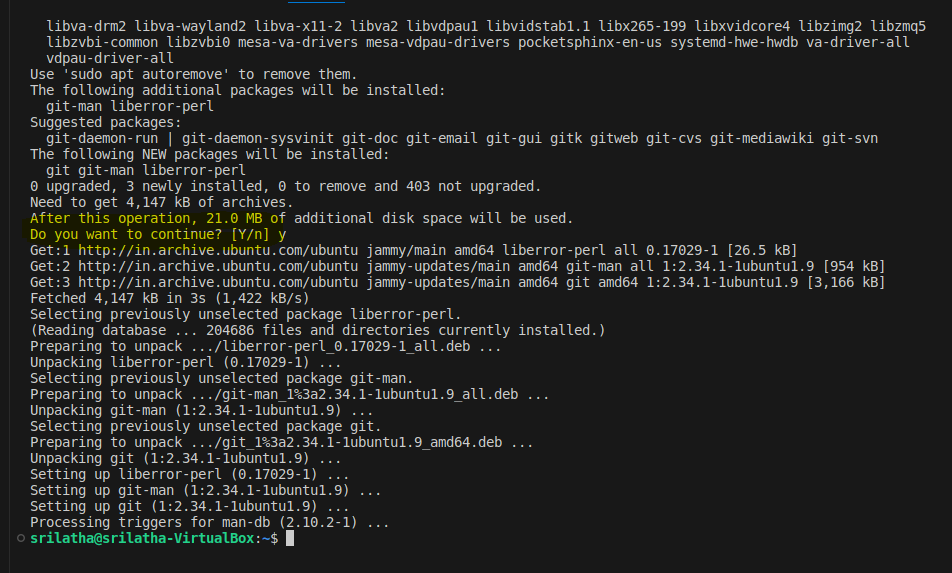 libva-drm2 libva-wayland2 libva-x11-2 libva2 libvdpau1 libvidstab1.1 libx265-199 libxvidcore4 libzimg2 libzmq5
libzvbi-common libzvbi0 mesa-va-drivers mesa-vdpau-drivers pocketsphinx-en-us systemd-hwe-hwdb va-driver-all
vdpau-driver-all
Use 'sudo apt autoremove' to remove them.
The following additional packages will be installed:
git-man liberror-perl
Suggested packages:
git-daemon-run | git-daemon-sysvinit git-doc git-email git-gui gitk gitweb git-cvs git-mediawiki git-svn
The following NEW packages will be installed:
git git-man liberror-perl
0 upgraded, 3 newly installed, 0 to remove and 403 not upgraded.
Need to get 4,147 kB of archives.
After this operation, 21.0 MB of additional disk space will be used.
Do you want to continue? [Y/n] y
Get:1 http://in.archive.ubuntu.com/ubuntu jammy/main amd64 liberror-perl all 0.17029-1 [26.5 kB]
Get:2 http://in.archive.ubuntu.com/ubuntu jammy-updates/main amd64 git-man all 1:2.34.1-1ubuntu1.9 [954 kB]
Get:3 http://in.archive.ubuntu.com/ubuntu jammy-updates/main amd64 git amd64 1:2.34.1-1ubuntu1.9 [3,166 kB]
Fetched 4,147 kB in 3s (1,422 kB/s)
Selecting previously unselected package liberror-perl.
(Reading database ... 204686 files and directories currently installed.)
Preparing to unpack .../liberror-perl_0.17029-1_all.deb ...
Unpacking liberror-perl (0.17029-1) ...
Selecting previously unselected package git-man.
Preparing to unpack .../git-man_1%3a2.34.1-1ubuntu1.9_all.deb ...
Unpacking git-man (1:2.34.1-1ubuntu1.9) ...
Selecting previously unselected package git.
Preparing to unpack .../git_1%3a2.34.1-1ubuntu1.9_amd64.deb ...
Unpacking git (1:2.34.1-1ubuntu1.9) ...
Setting up liberror-perl (0.17029-1) ...
Setting up git-man (1:2.34.1-1ubuntu1.9) ...
Setting up git (1:2.34.1-1ubuntu1.9) ...
Processing triggers for man-db (2.10.2-1) ...
srilatha@srilatha-VirtualBox:~$